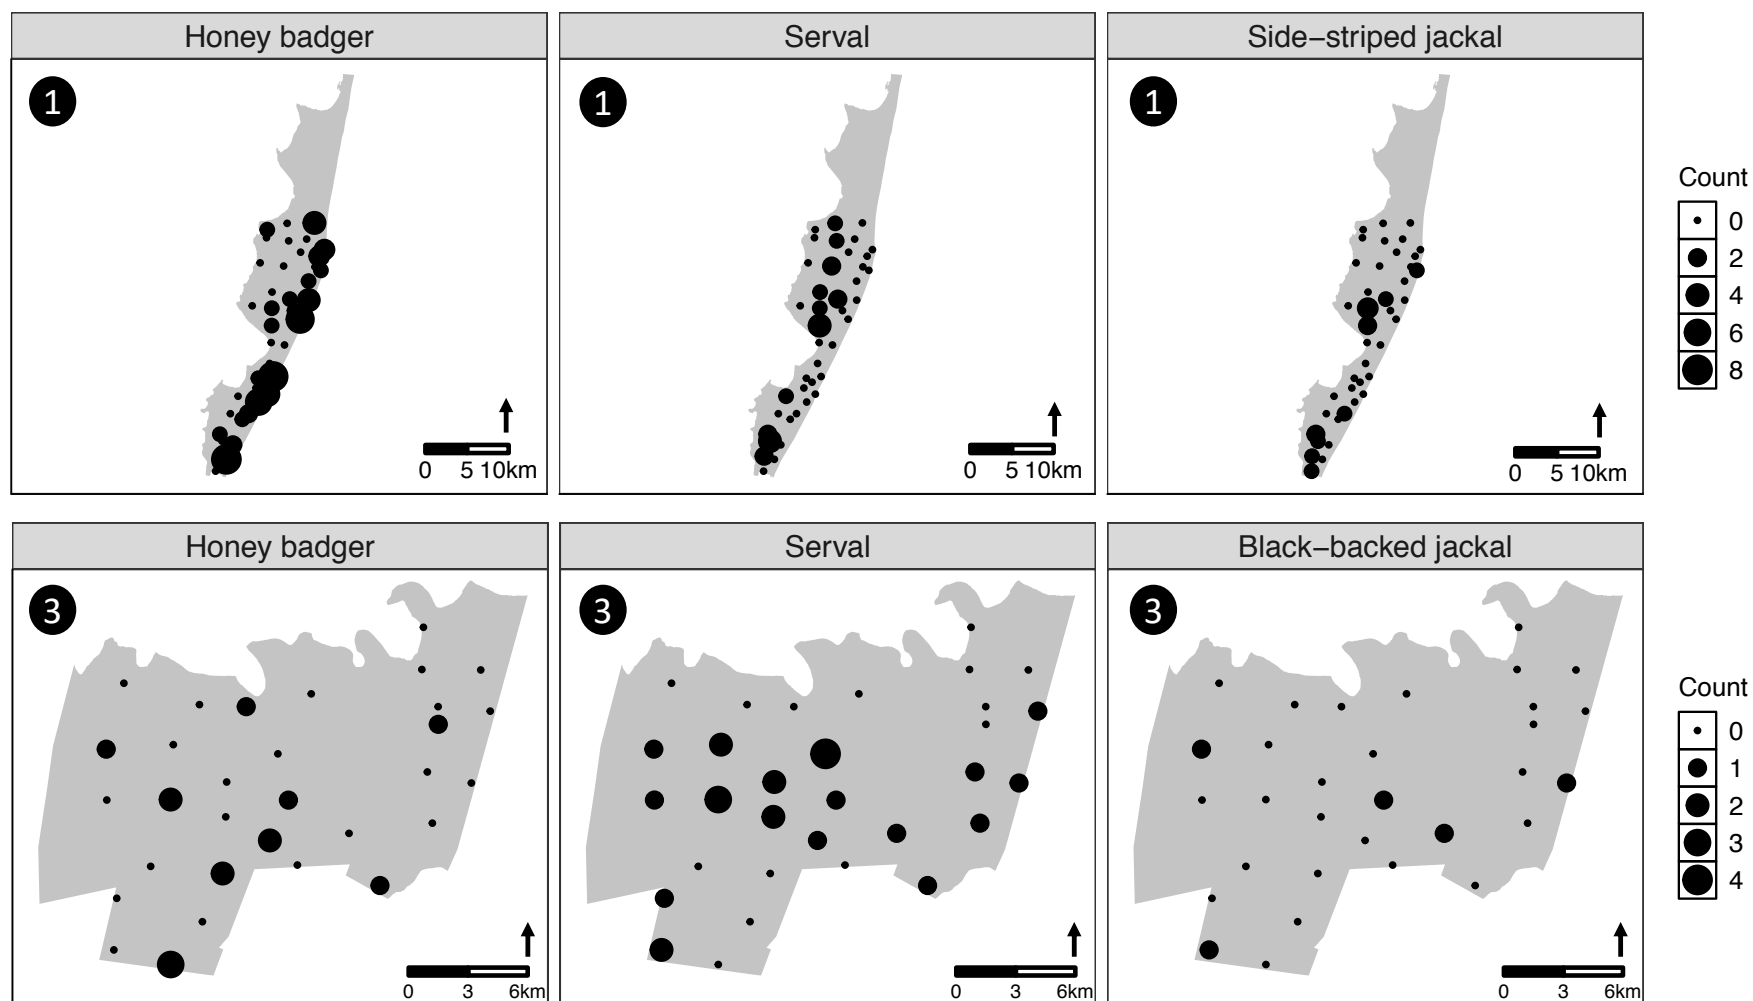 Honey badger
Serval
Side–striped jackal
1
1
1
0 5 10km
0 5 10km
0 5 10km
Count
0
2
4
6
8
Honey badger
Serval
Black–backed jackal
3
3
3
0 3 6km
0 3 6km
0 3 6km
Count
0
1
2
3
4